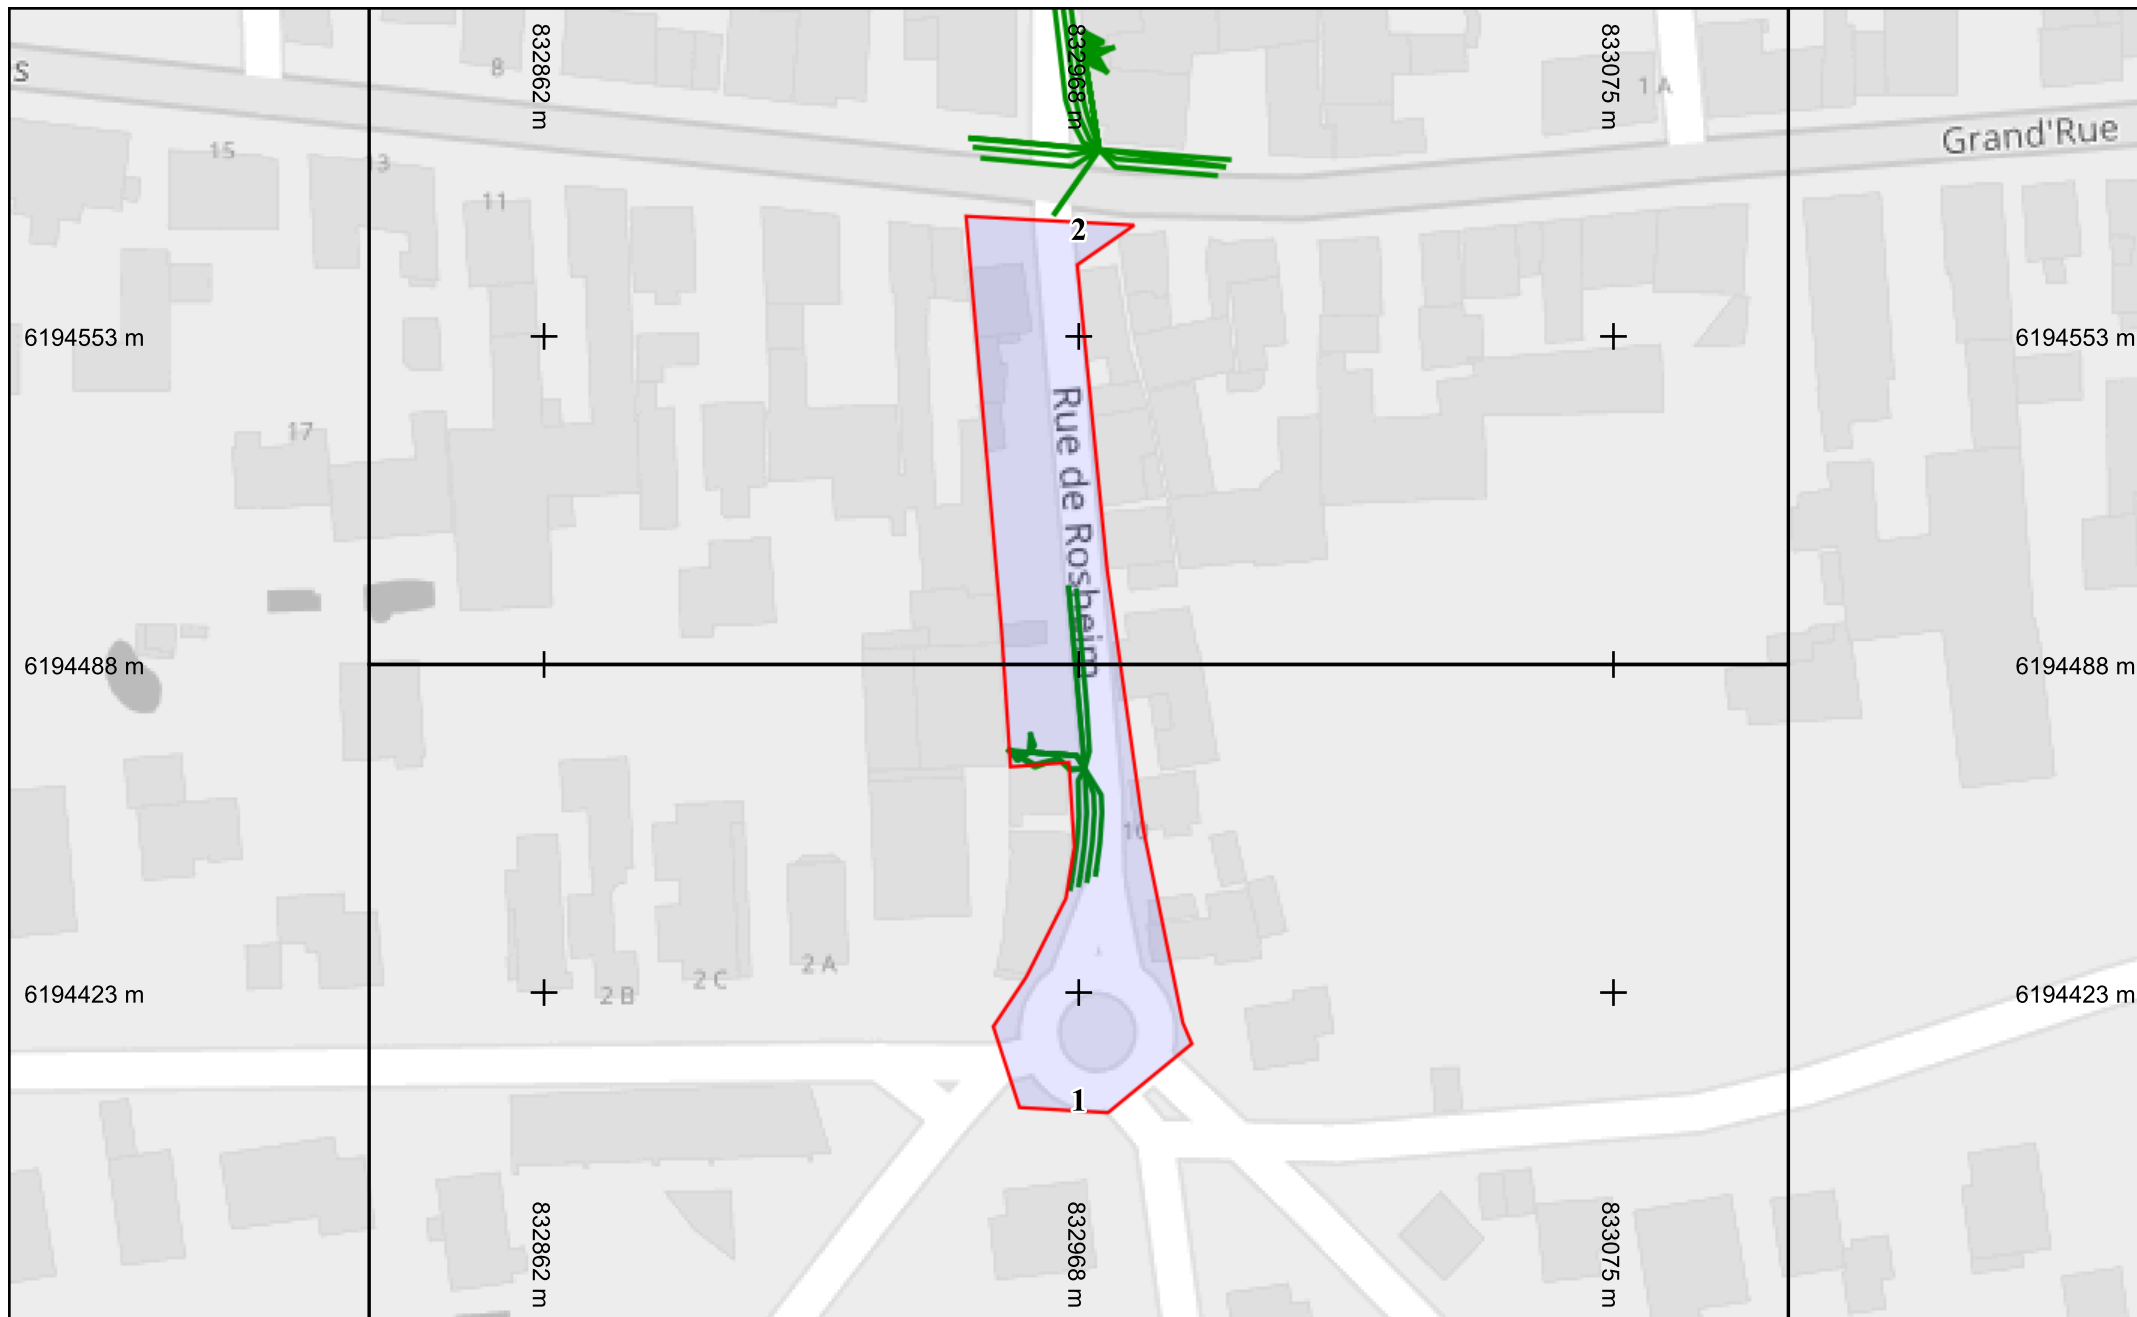 832862 m
832968 m
833075 m
S
8
1 A
Grand'Rue
15
13
11
2
6194553 m
6194553 m
Rue de Rosheim
17
6194488 m
6194488 m
10
2 A
2 C
2 B
6194423 m
6194423 m
1
832862 m
832968 m
833075 m